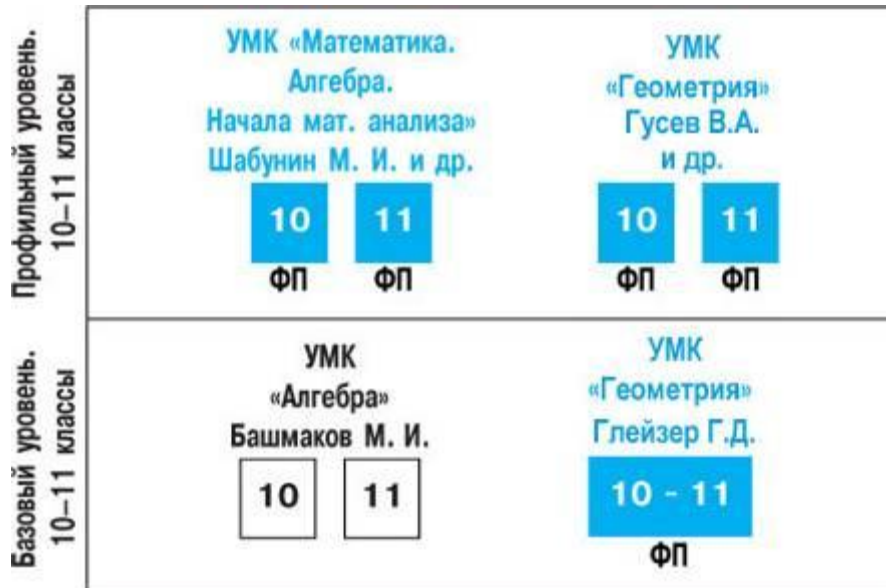 Профильный уровень.
10–11 классы
УМК «Математика.
Алгебра.
Начала мат. анализа»
Шабунин М. И. и др.
10 11
ФП ФП
УМК
«Геометрия»
Гусев В.А.
и др.
10 11
ФП ФП
Базовый уровень.
10–11 классы
УМК
«Алгебра»
Башмаков М. И.
10 11
УМК
«Геометрия»
Глейзер Г.Д.
10 - 11
ФП